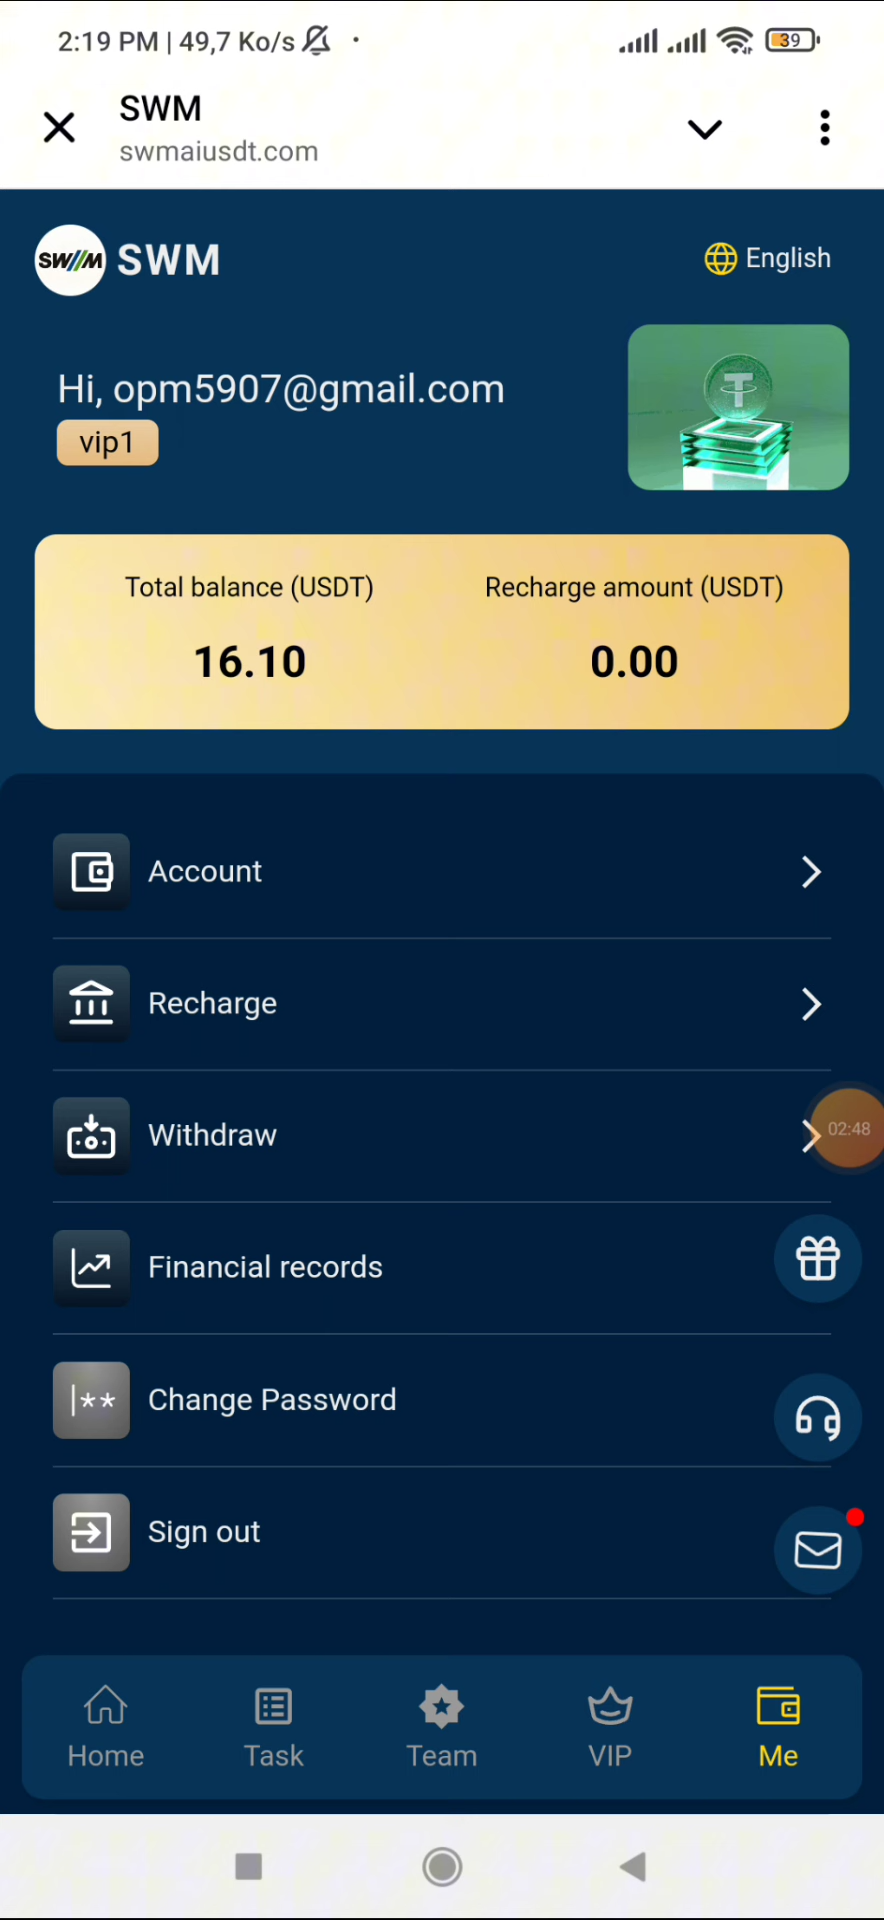 2:19 PM | 49,7 Ko/s
39
SWM
swmaiusdt.com
SWM SWM
English
Hi, opm5907@gmail.com
vip1
Total balance (USDT) Recharge amount (USDT)
16.10 0.00
Account
Recharge
Withdraw
02:48
Financial records
|** Change Password
Sign out
Home Task Team VIP Me